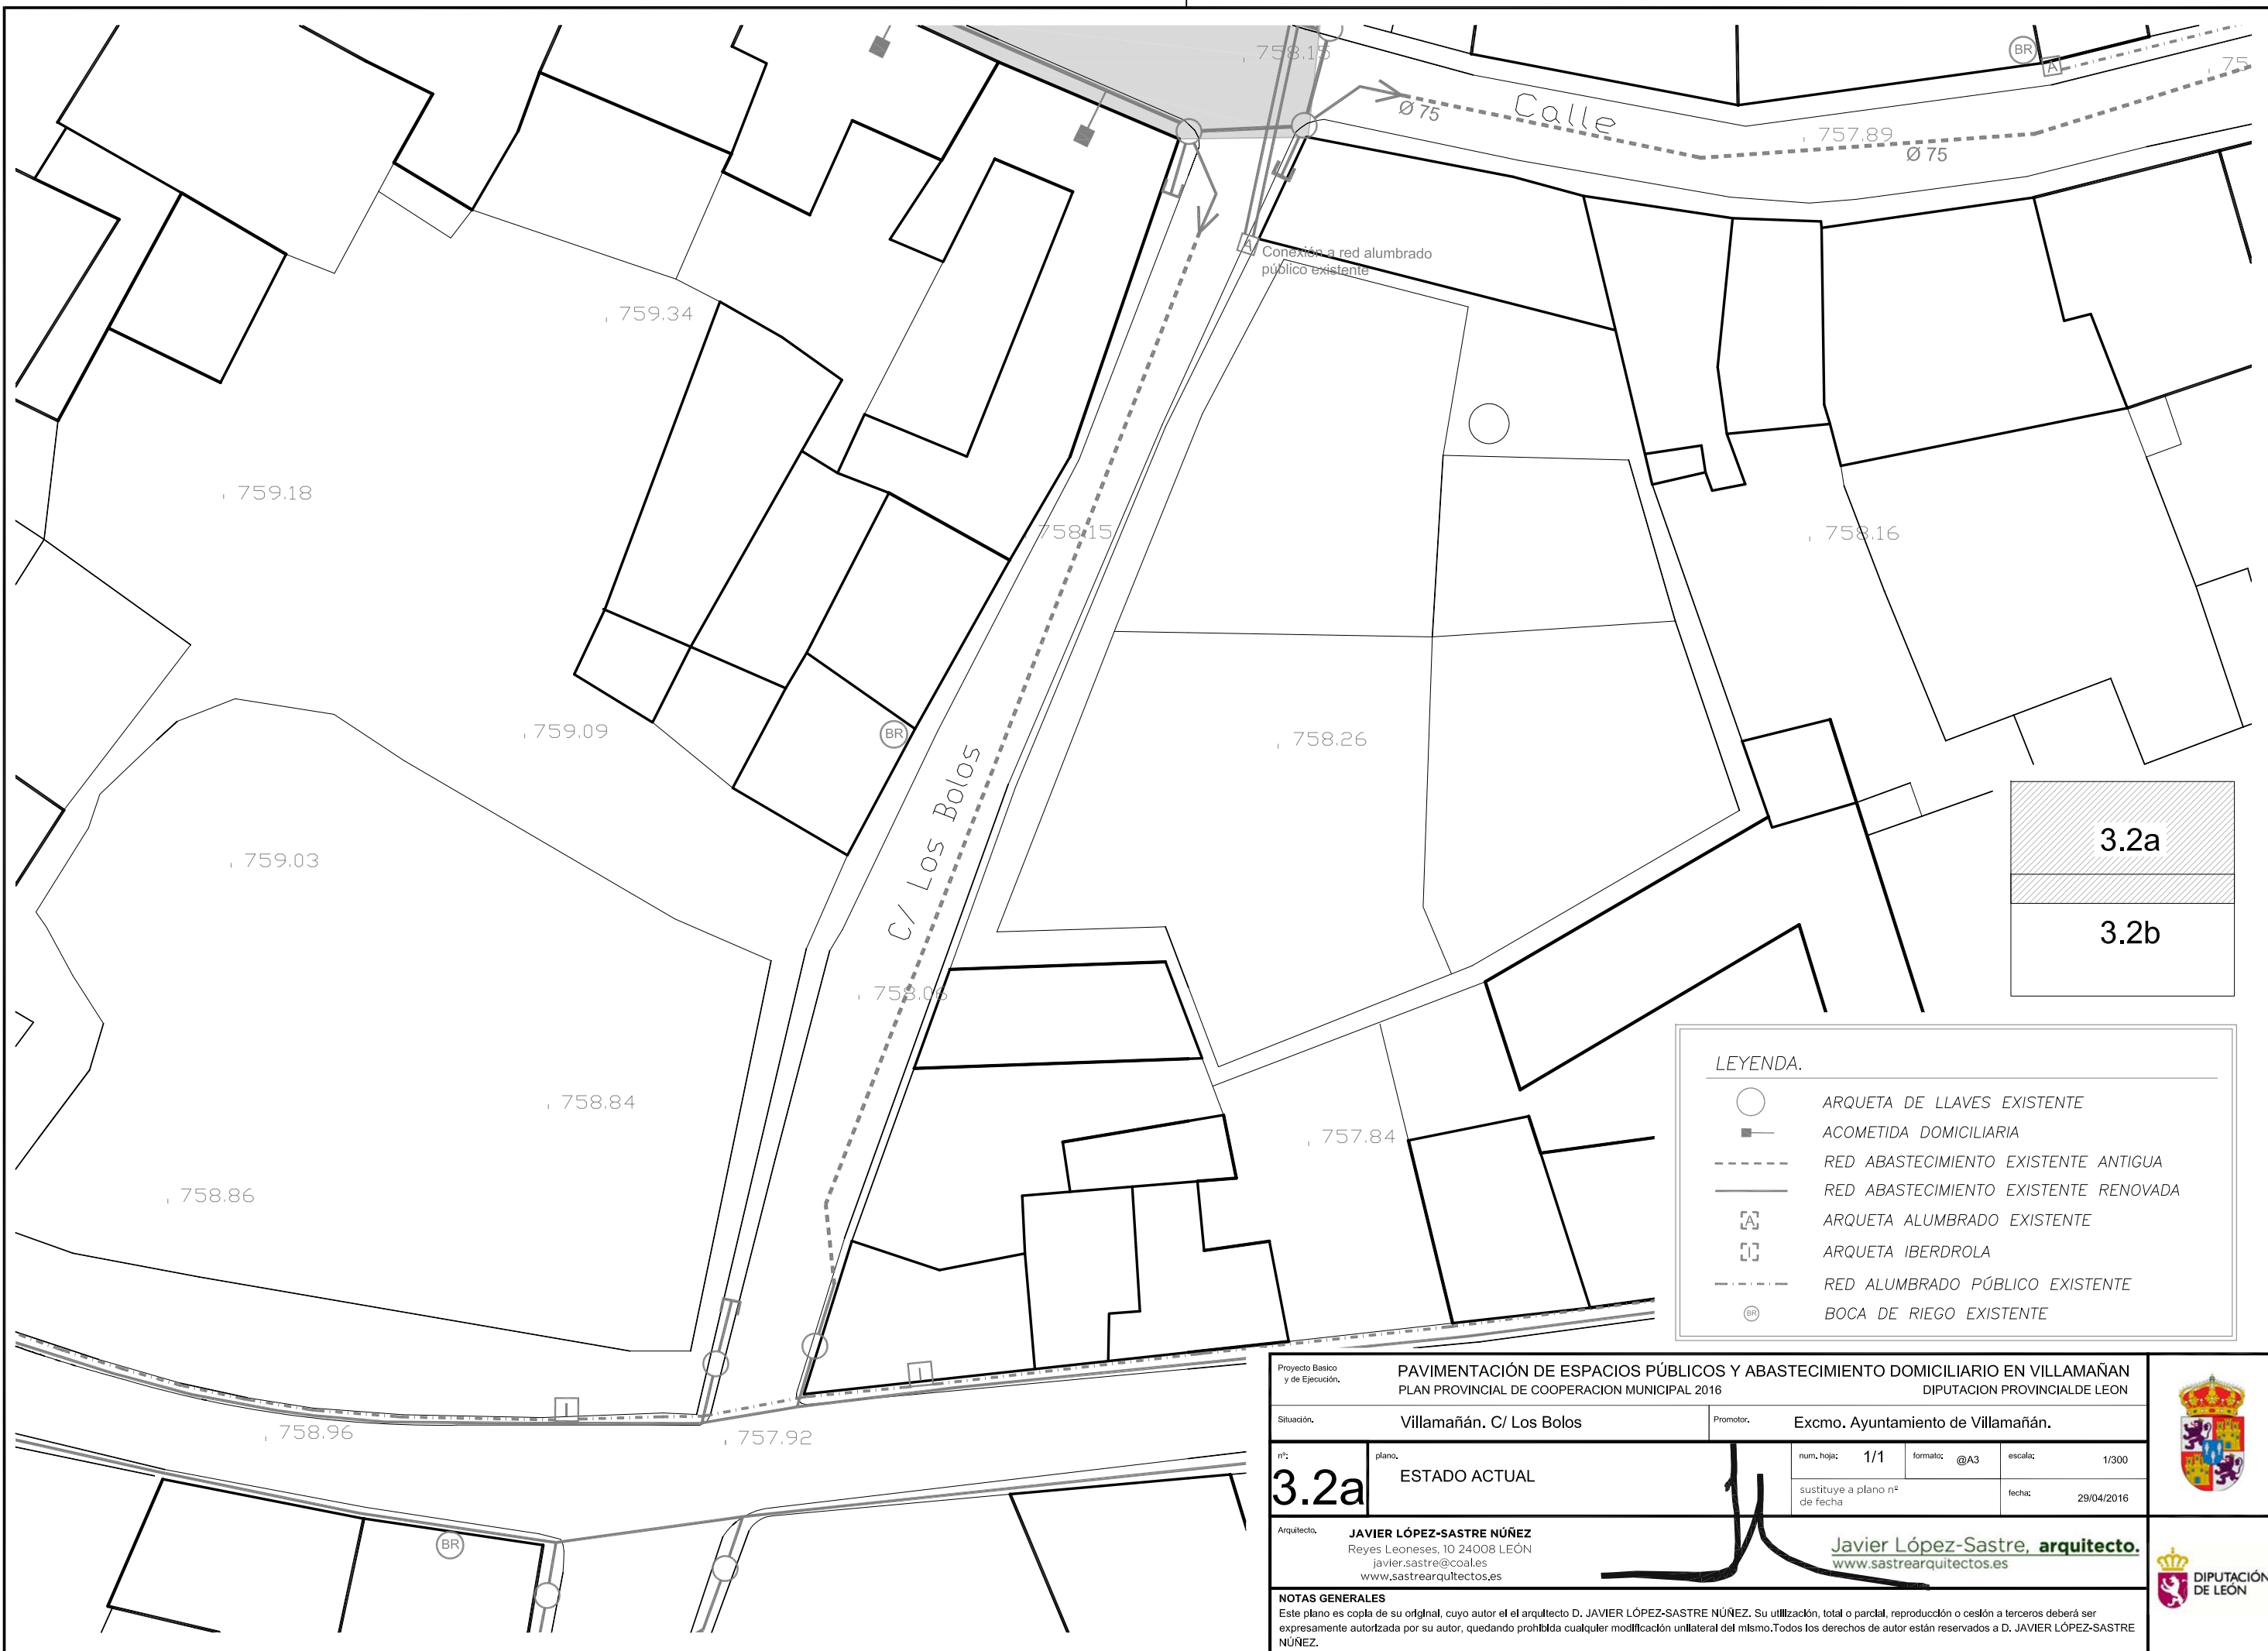 758.15
BR
A
75
Ø 75
Calle
757.89
Ø 75
A
Conexión a red alumbrado
público existente
759.34
759.18
758.15
758.16
759.09
BR
758.26
C/ Los Bolos
3.2a
759.03
3.2b
758.06
LEYENDA.
ARQUETA DE LLAVES EXISTENTE
ACOMETIDA DOMICILIARIA
RED ABASTECIMIENTO EXISTENTE ANTIGUA
RED ABASTECIMIENTO EXISTENTE RENOVADA
A ARQUETA ALUMBRADO EXISTENTE
I ARQUETA IBERDROLA
RED ALUMBRADO PÚBLICO EXISTENTE
BR BOCA DE RIEGO EXISTENTE
758.84
757.84
758.86
I
I
758.96
757.92
BR
Proyecto Basico
y de Ejecución.
PAVIMENTACIÓN DE ESPACIOS PÚBLICOS Y ABASTECIMIENTO DOMICILIARIO EN VILLAMAÑAN
PLAN PROVINCIAL DE COOPERACION MUNICIPAL 2016 DIPUTACION PROVINCIALDE LEON
Situación. Villamañán. C/ Los Bolos Promotor. Excmo. Ayuntamiento de Villamañán.
nº: 3.2a
plano. ESTADO ACTUAL
num. hoja: 1/1 formato: @A3 escala: 1/300
sustituye a plano nº
de fecha
fecha: 29/04/2016
Arquitecto. JAVIER LÓPEZ-SASTRE NÚÑEZ
Reyes Leoneses, 10 24008 LEÓN
javier.sastre@coal.es
www.sastrearquitectos.es
Javier López-Sastre, arquitecto.
www.sastrearquitectos.es
DIPUTACIÓN
DE LEÓN
NOTAS GENERALES
Este plano es copia de su original, cuyo autor el el arquitecto D. JAVIER LÓPEZ-SASTRE NÚÑEZ. Su utilización, total o parcial, reproducción o cesión a terceros deberá ser
expresamente autorizada por su autor, quedando prohibida cualquier modificación unilateral del mismo.Todos los derechos de autor están reservados a D. JAVIER LÓPEZ-SASTRE
NÚÑEZ.